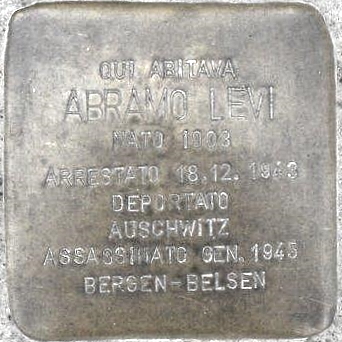 QUI ABITAVA
ABRAMO LEVI
NATO 1903
ARRESTATO 18.12.1943
DEPORTATO
AUSCHWITZ
ASSASSINATO GEN. 1945
BERGEN-BELSEN